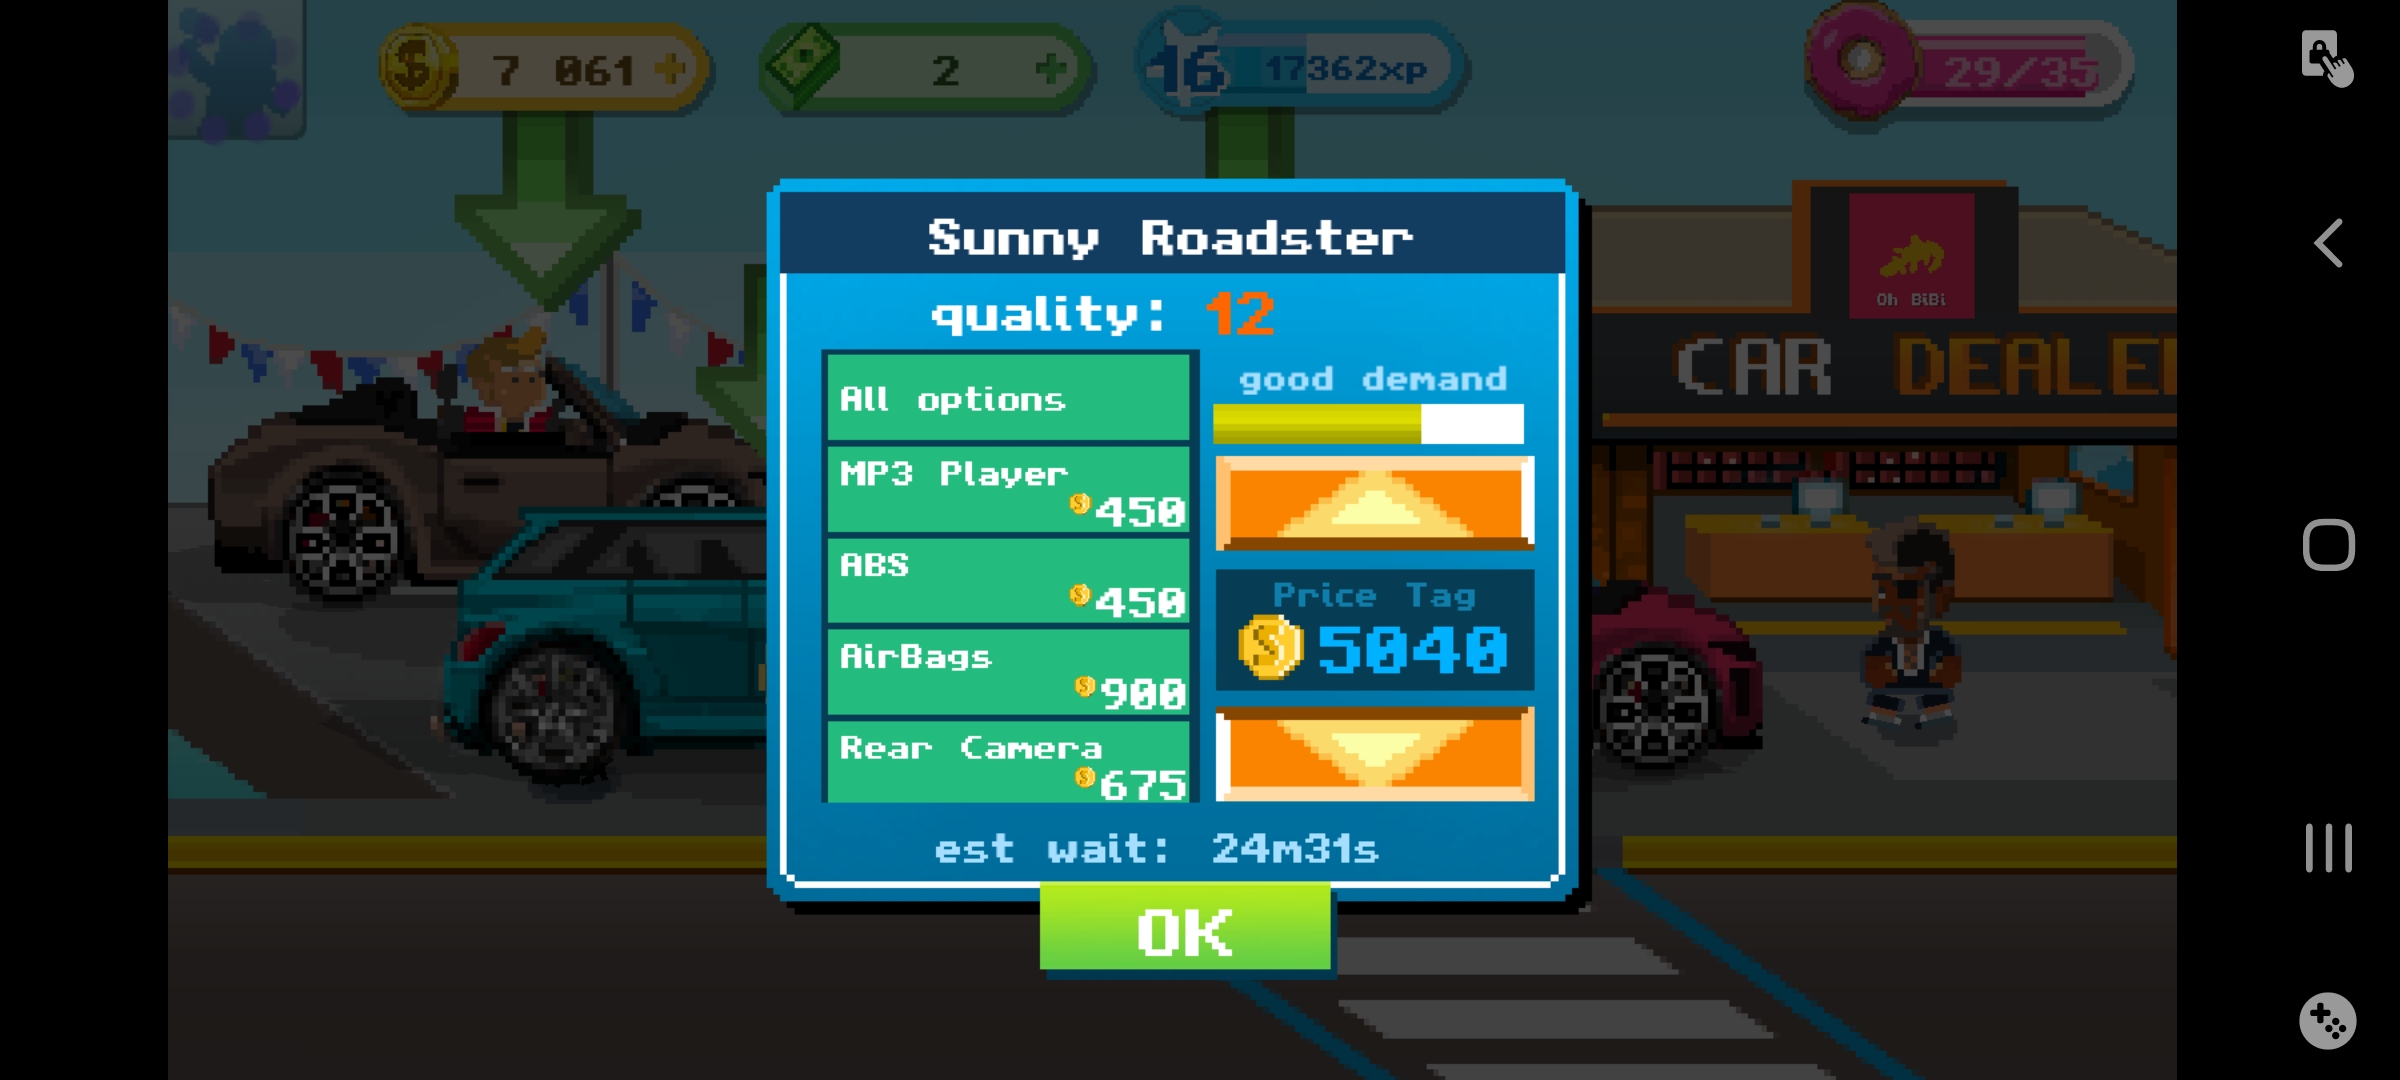 7 061
2
16
17362xp
29/35
Sunny Roadster
quality: 12
All options
MP3 Player
450
ABS
450
AirBags
900
Rear Camera
675
good demand
Price Tag
5040
est wait: 24m31s
OK
Oh BiBi
CAR DEALE